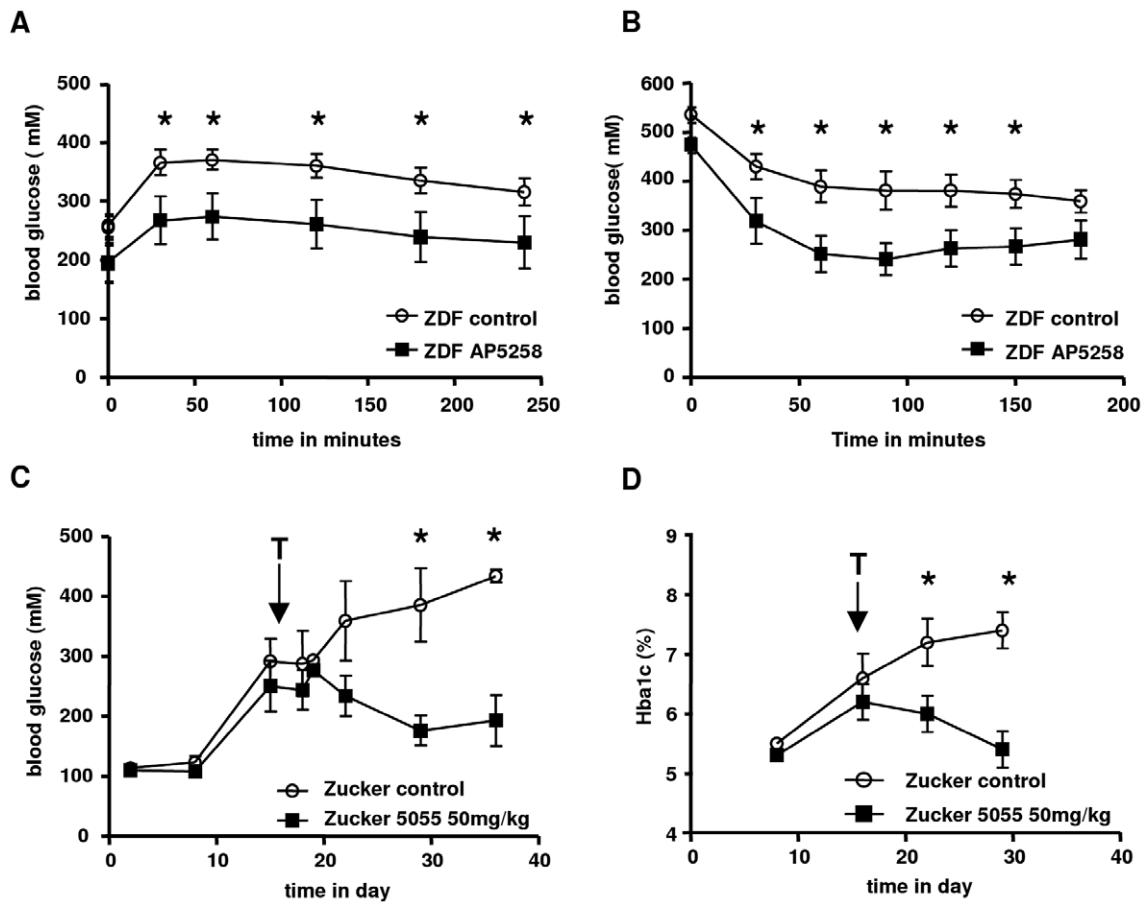 A
blood glucose ( mM)
500
400
300
200
100
0
* * * * *
ZDF control
ZDF AP5258
0 50 100 150 200 250
time in minutes
B
blood glucose( mM)
600
500
400
300
200
100
0
* * * * *
ZDF control
ZDF AP5258
0 50 100 150 200
Time in minutes
C
blood glucose (mM)
500
400
300
200
100
0
T
* *
Zucker control
Zucker 5055 50mg/kg
0 10 20 30 40
time in day
D
Hba1c (%)
9
8
7
6
5
4
T
* *
Zucker control
Zucker 5055 50mg/kg
0 10 20 30 40
time in day